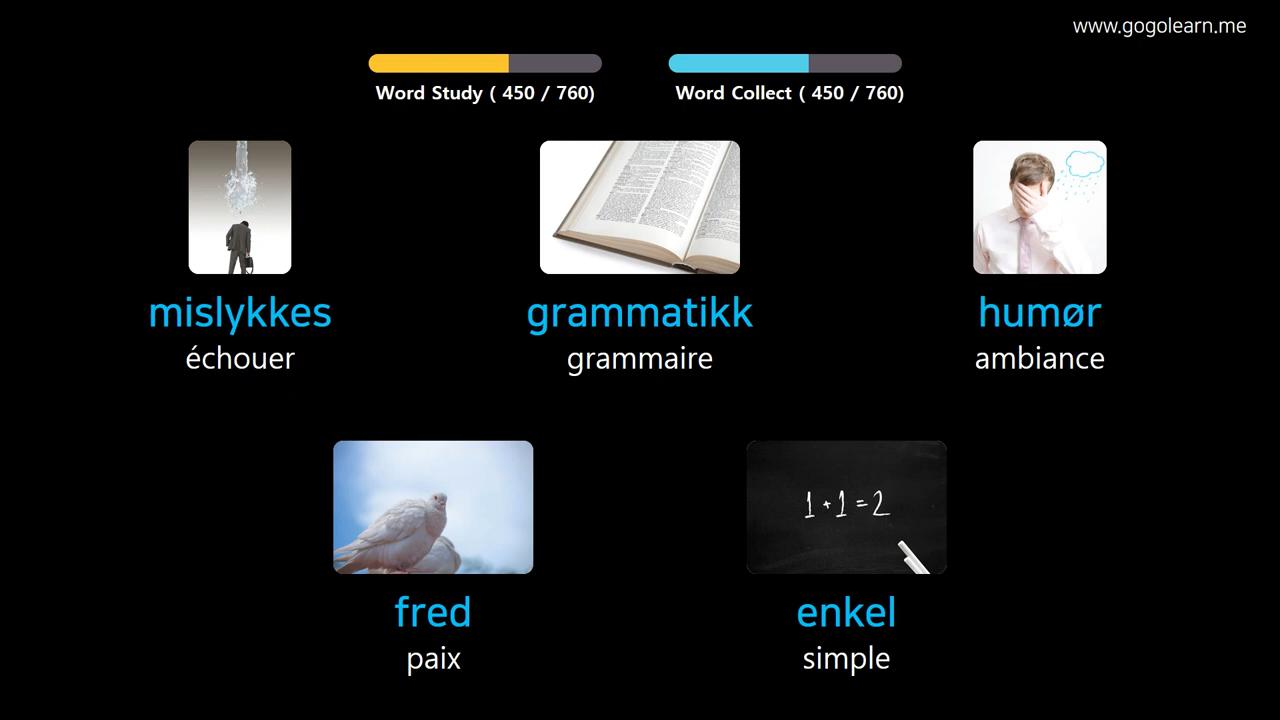 www.gogolearn.me
Word Study ( 450 / 760)
Word Collect ( 450 / 760)
mislykkes
échouer
grammatikk
grammaire
humør
ambiance
fred
paix
1 + 1 = 2
enkel
simple